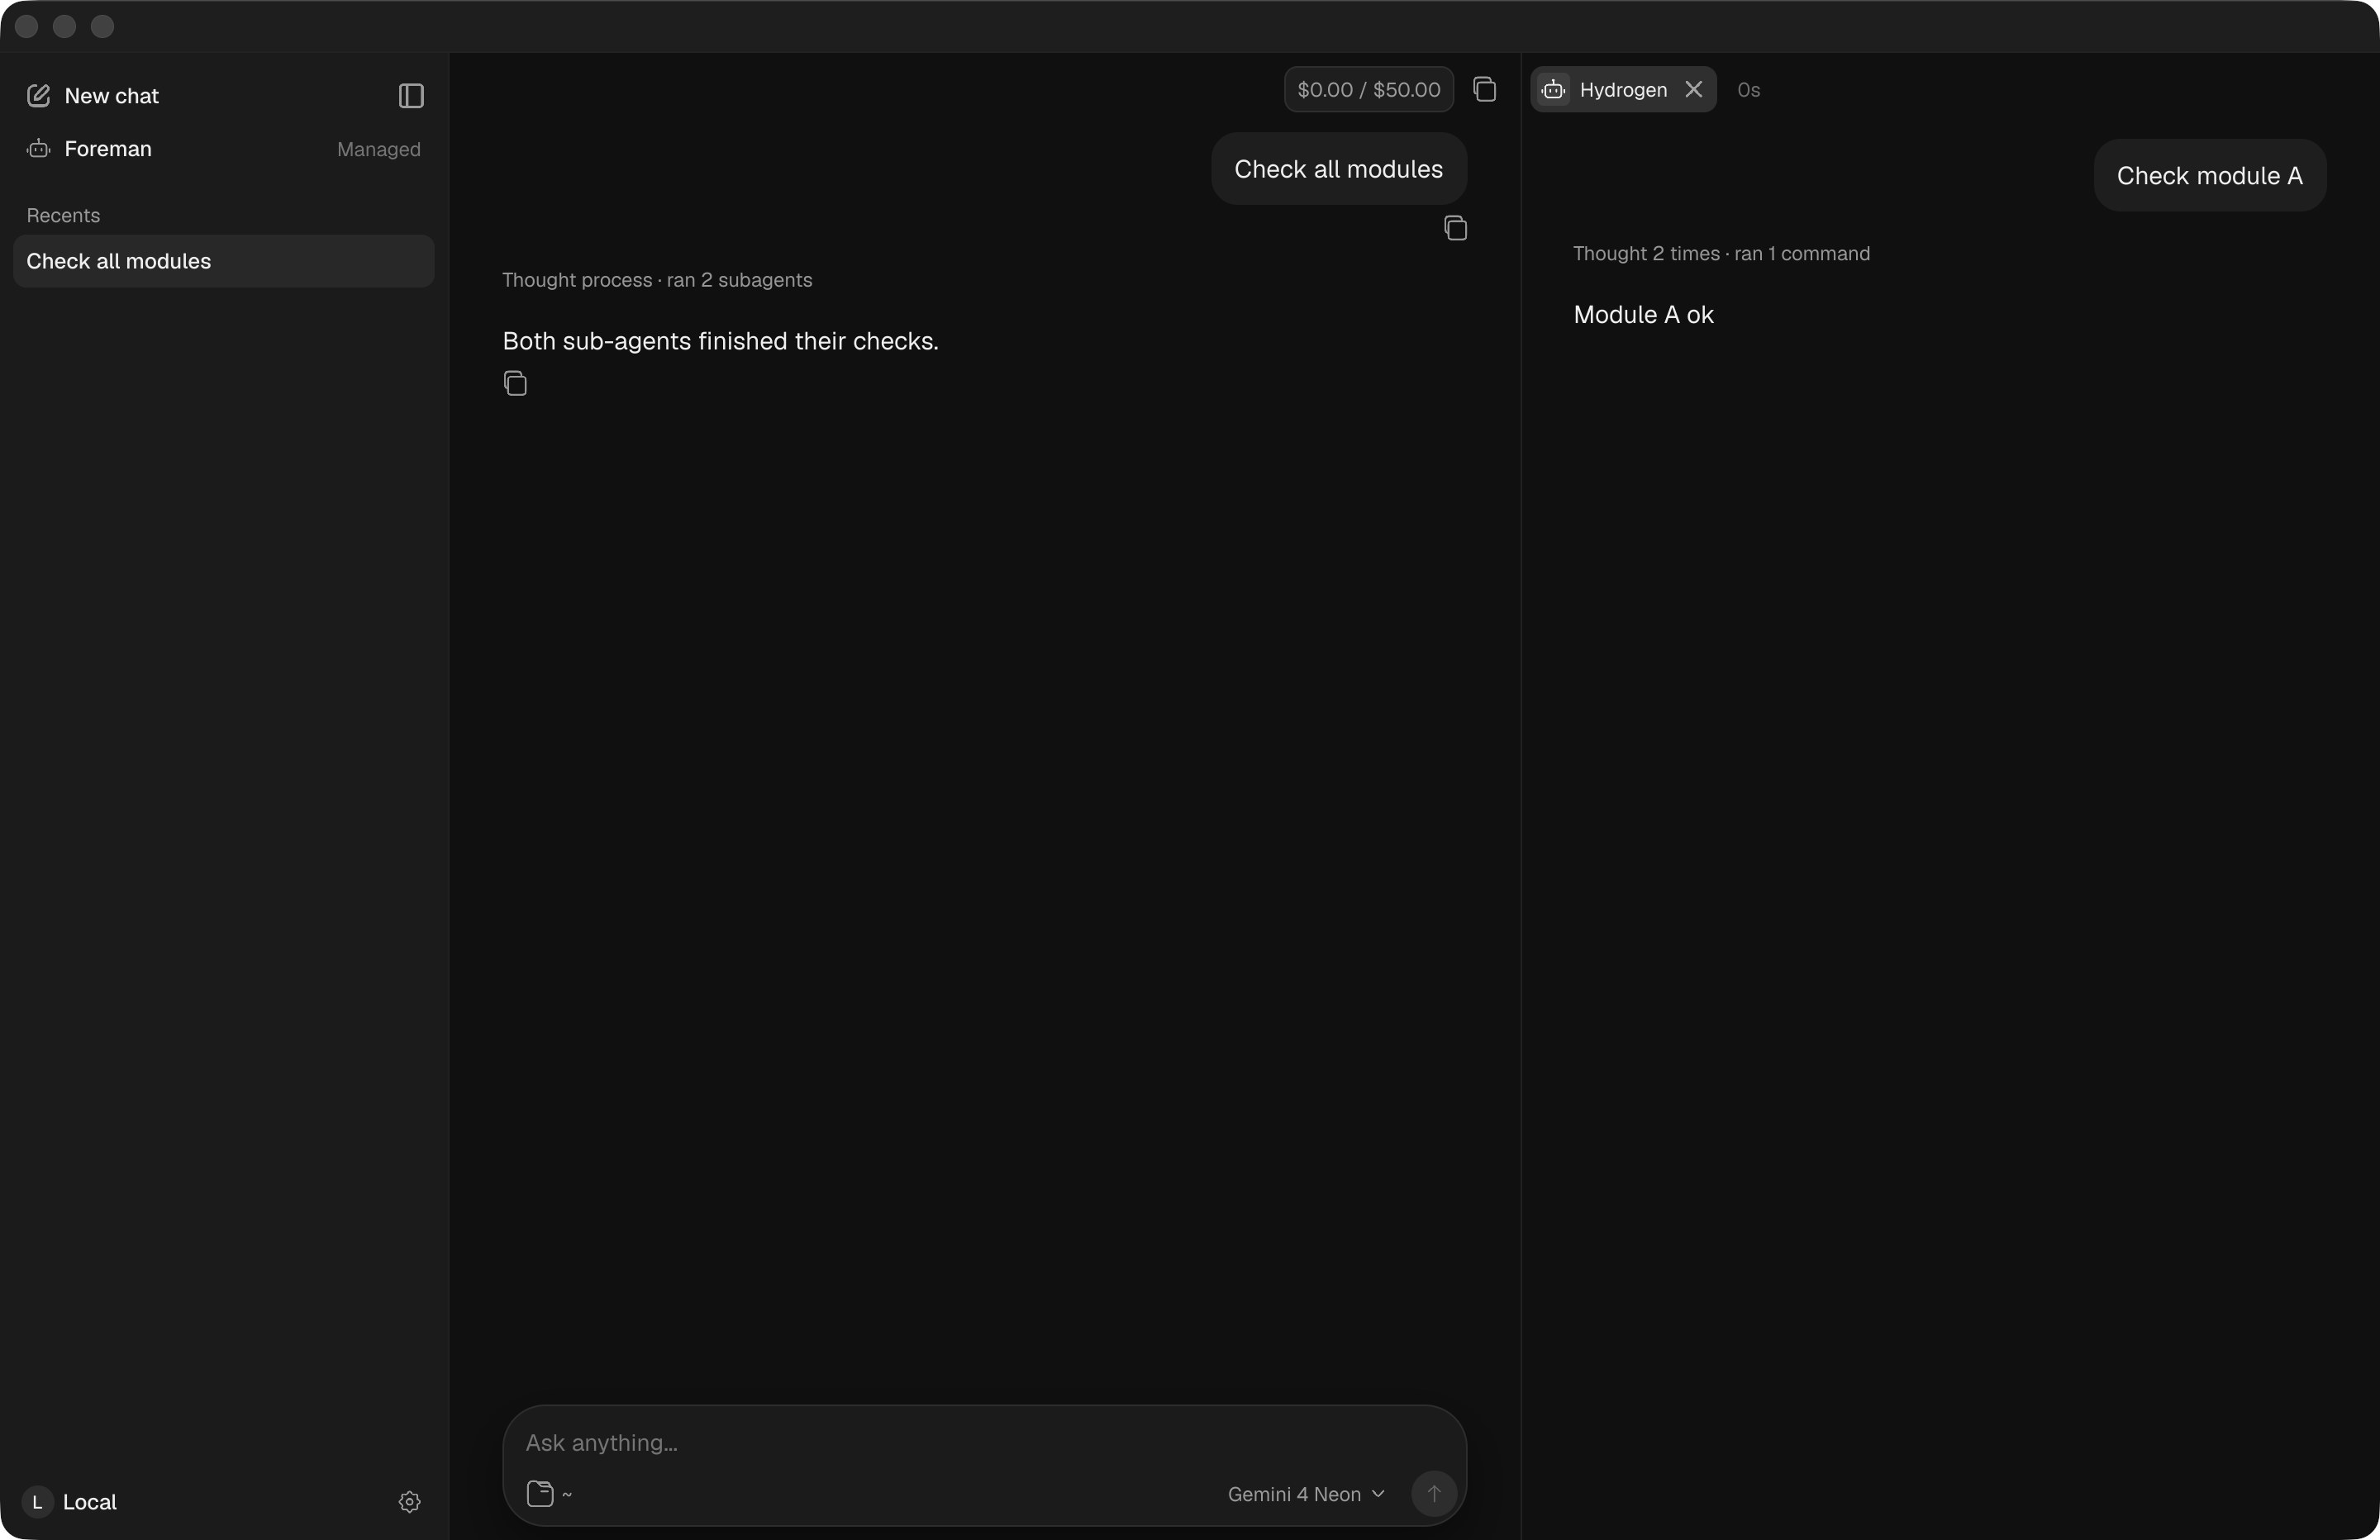 New chat
Foreman
Managed
Recents
Check all modules
L
Local
$0.00 / $50.00
Check all modules
Thought process · ran 2 subagents
Both sub-agents finished their checks.
Ask anything...
~
Gemini 4 Neon
Hydrogen
0s
Check module A
Thought 2 times · ran 1 command
Module A ok